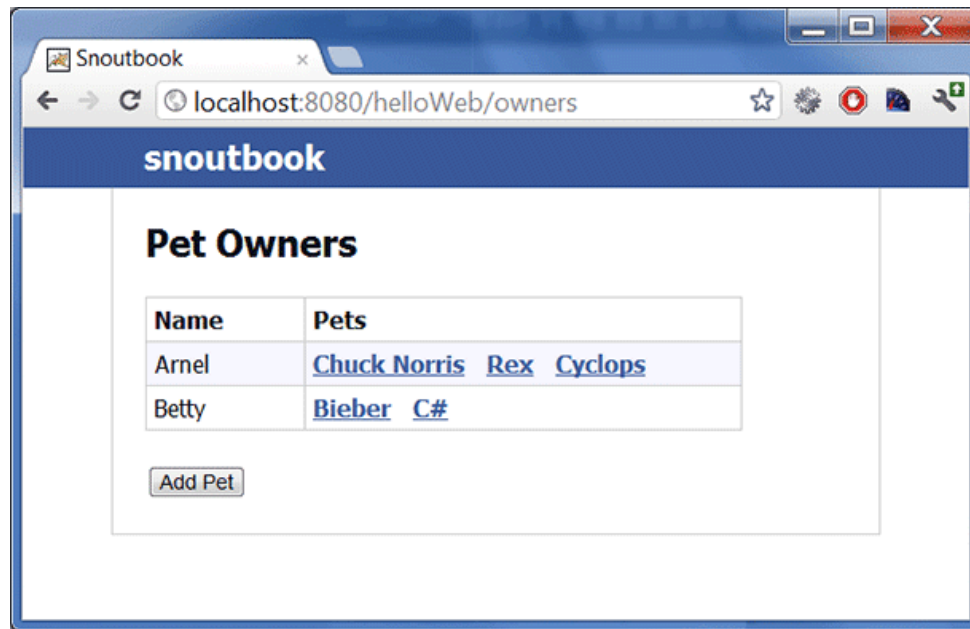 Snoutbook
localhost:8080/helloWeb/owners
snoutbook
Pet Owners
Name Pets
Arnel Chuck Norris Rex Cyclops
Betty Bieber C#
Add Pet